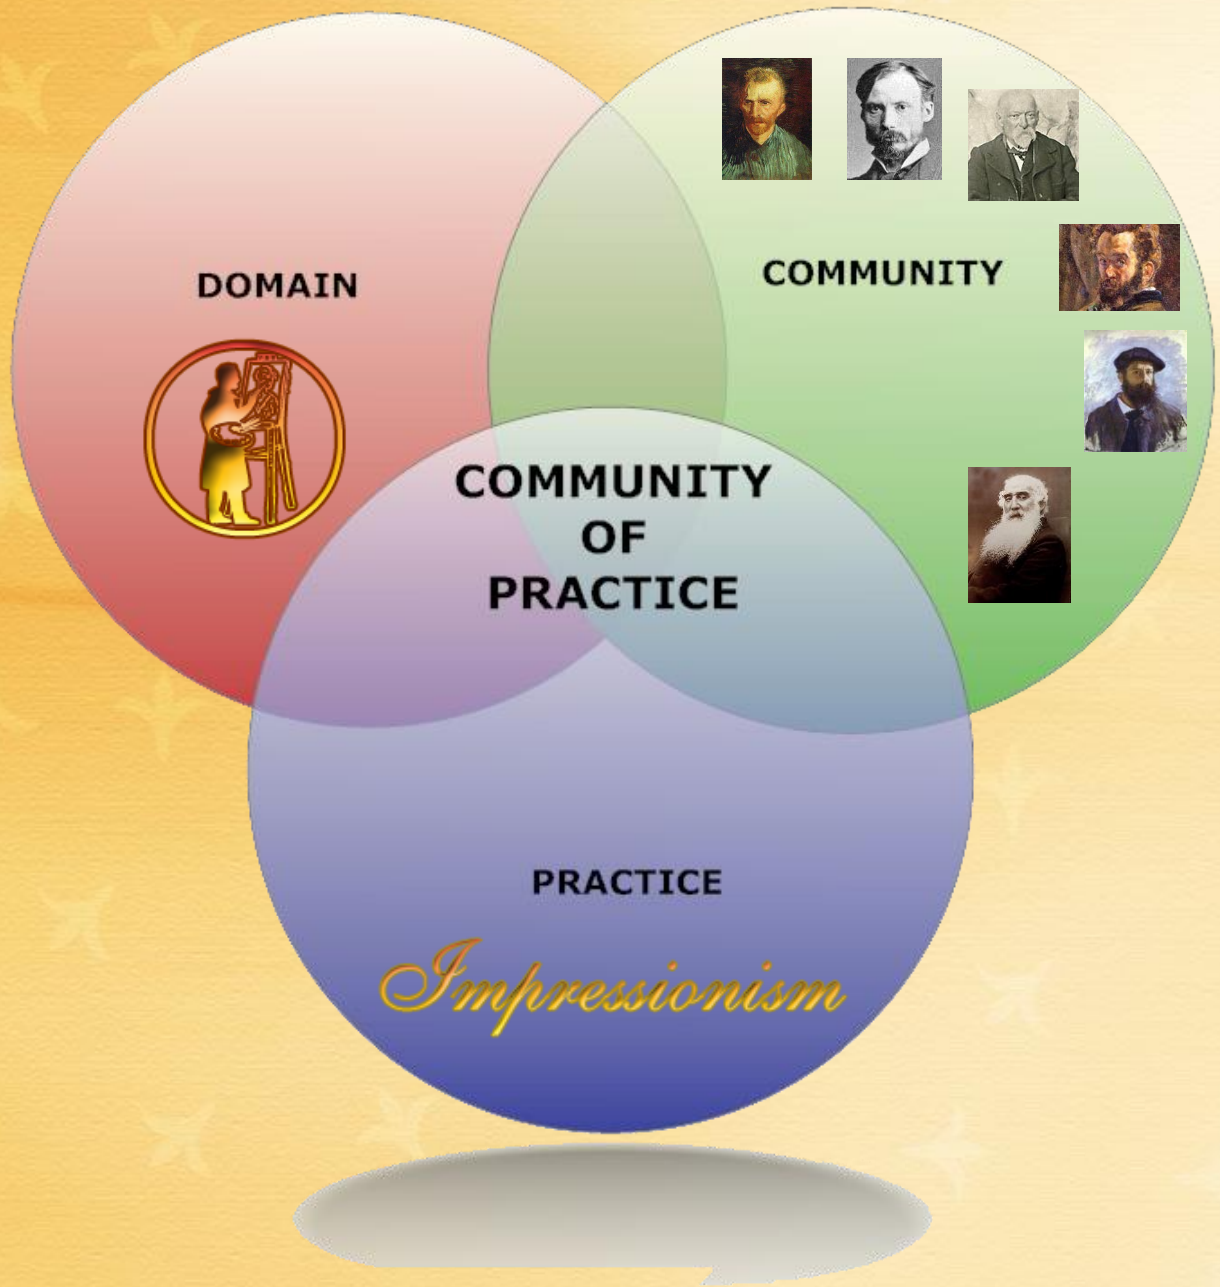 DOMAIN
COMMUNITY
COMMUNITY
OF
PRACTICE
PRACTICE
Impressionism